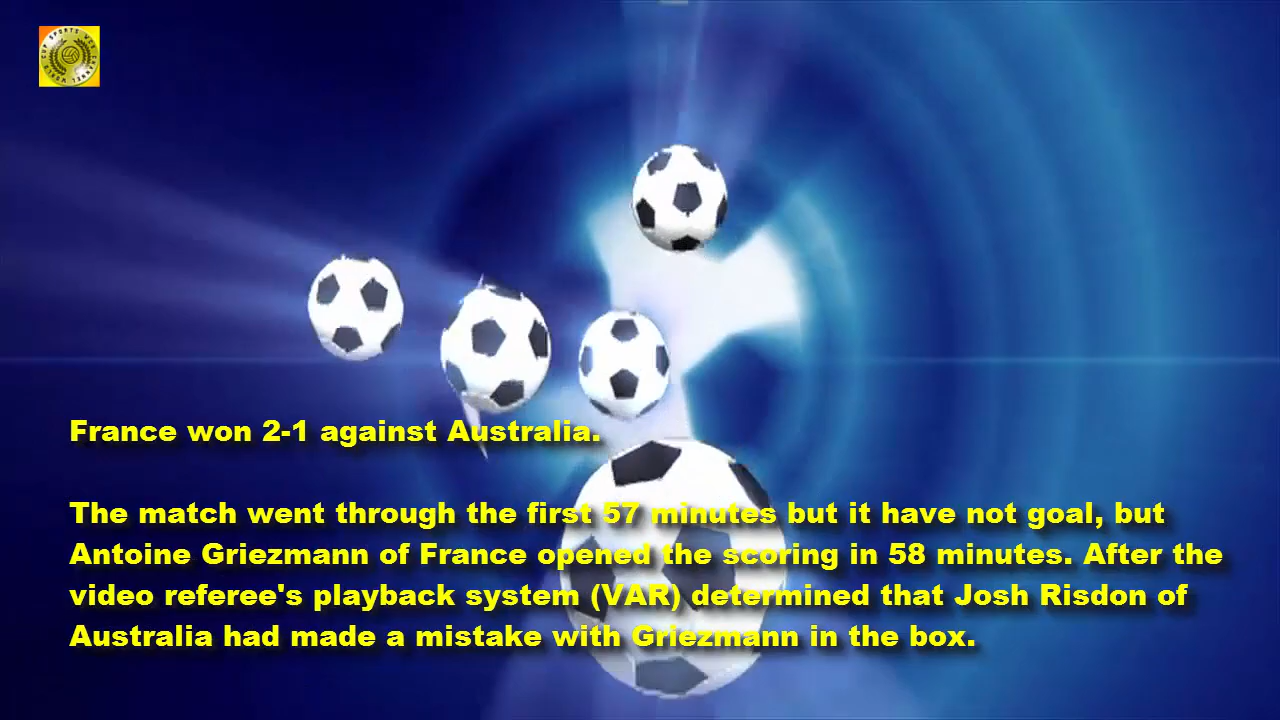 France won 2-1 against Australia.
The match went through the first 57 minutes but it have not goal, but
Antoine Griezmann of France opened the scoring in 58 minutes. After the
video referee's playback system (VAR) determined that Josh Risdon of
Australia had made a mistake with Griezmann in the box.